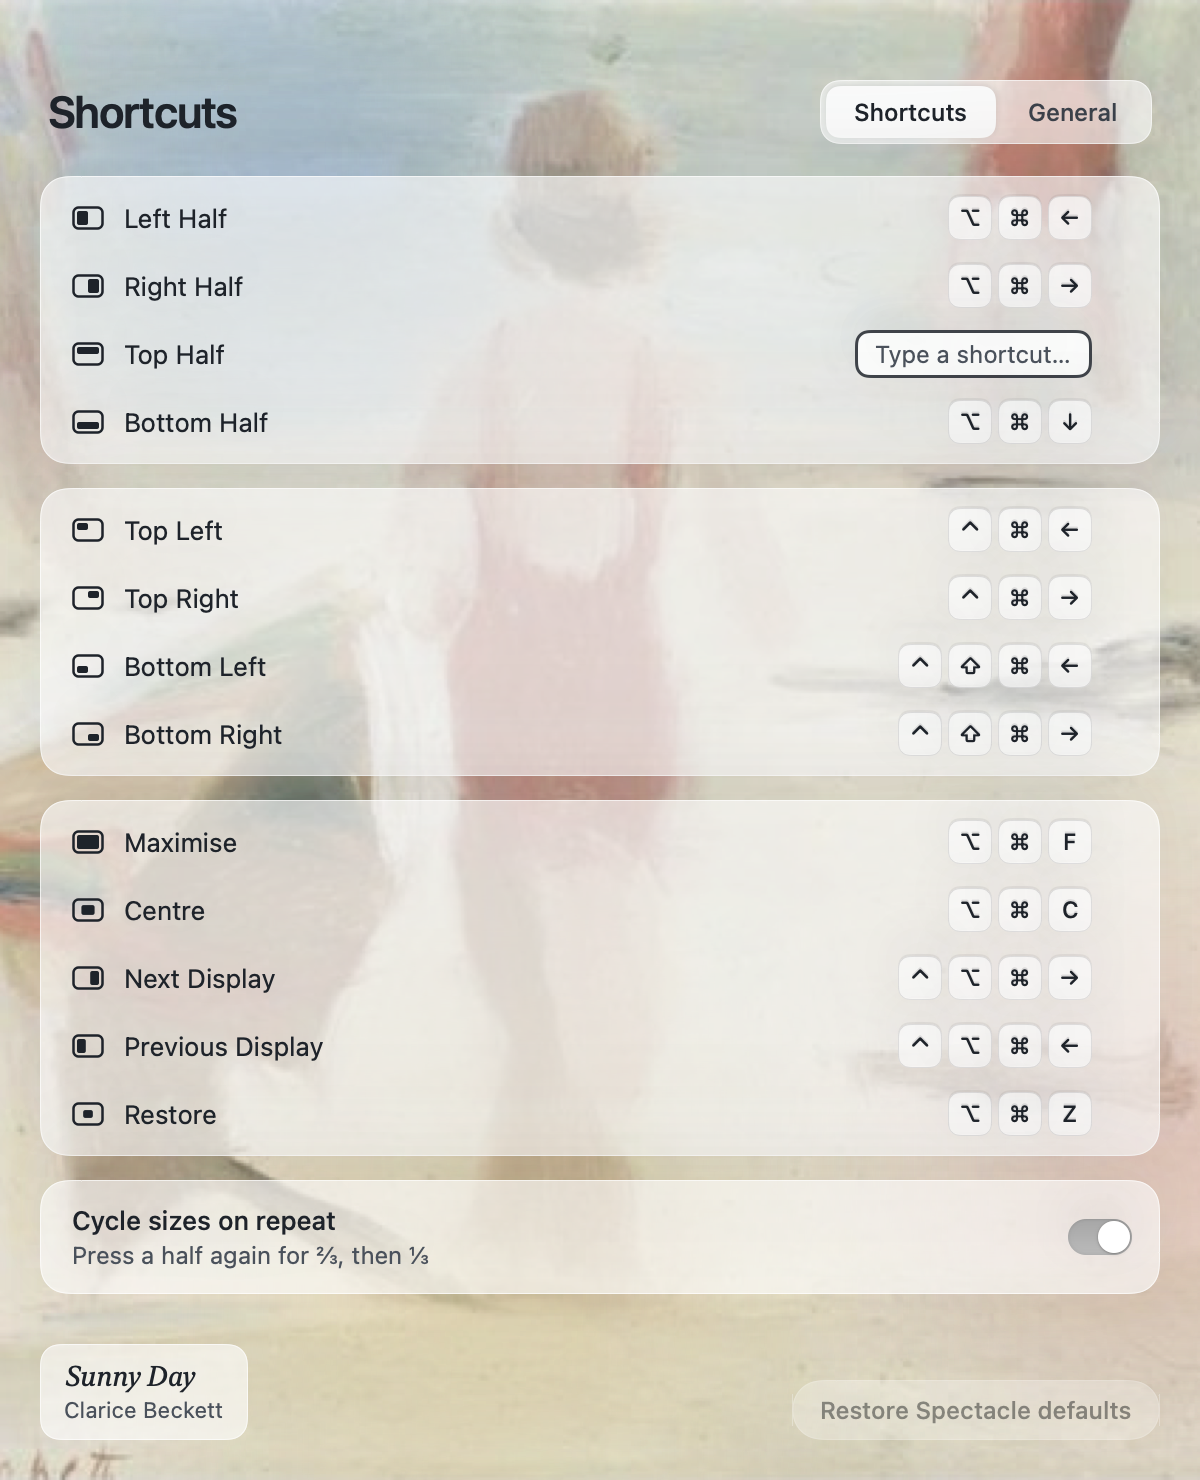 Shortcuts
Shortcuts General
Left Half ⌥ ⌘ ←
Right Half ⌥ ⌘ →
Top Half Type a shortcut...
Bottom Half ⌥ ⌘ ↓
Top Left ^ ⌘ ←
Top Right ^ ⌘ →
Bottom Left ^ ⇧ ⌘ ←
Bottom Right ^ ⇧ ⌘ →
Maximise ⌥ ⌘ F
Centre ⌥ ⌘ C
Next Display ^ ⌥ ⌘ →
Previous Display ^ ⌥ ⌘ ←
Restore ⌥ ⌘ Z
Cycle sizes on repeat
Press a half again for ⅔, then ⅓
Sunny Day
Clarice Beckett
Restore Spectacle defaults